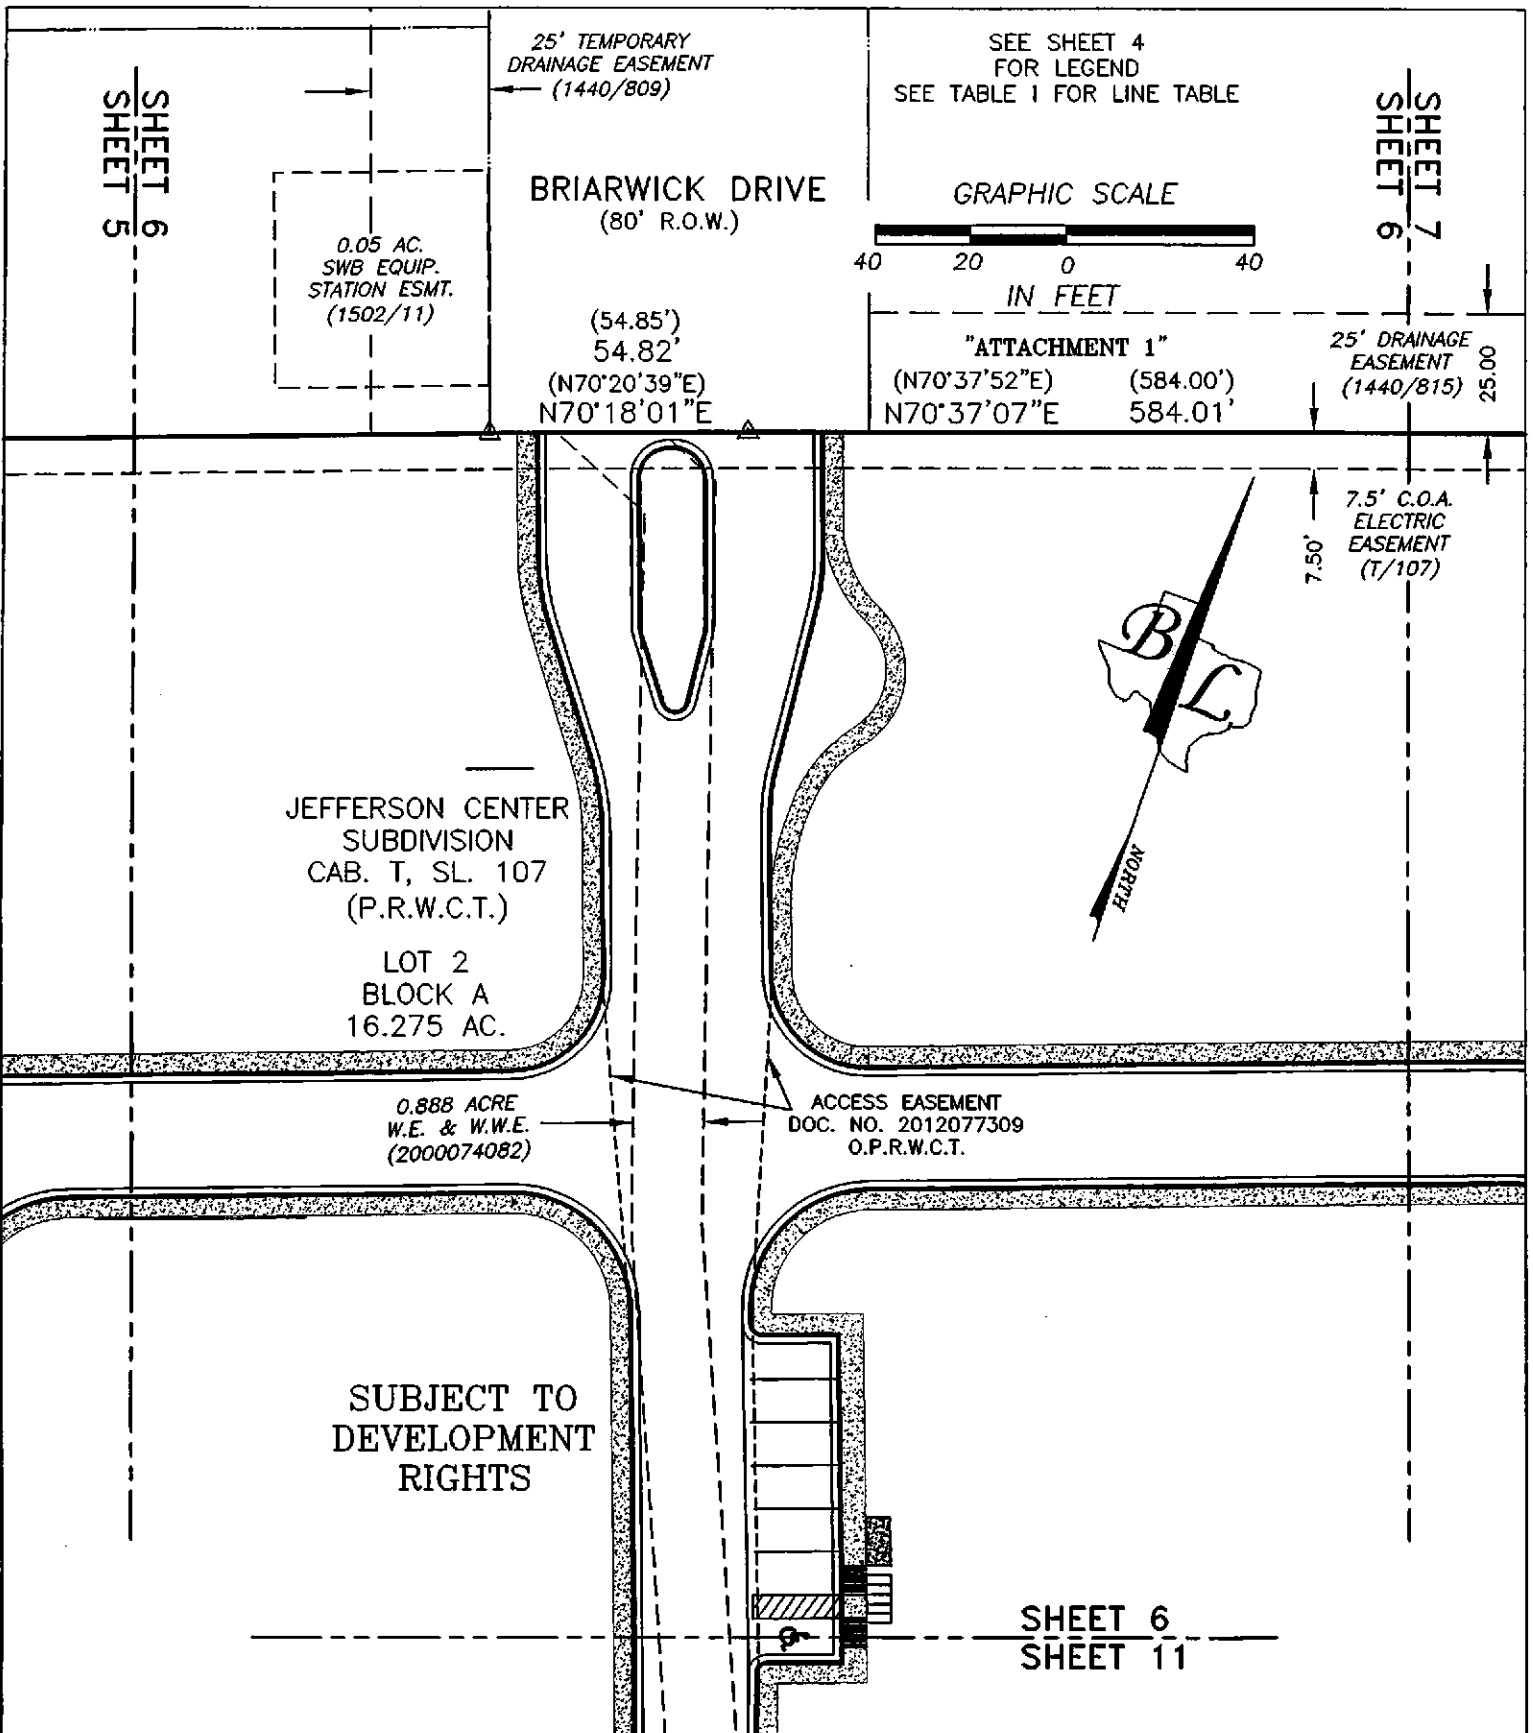 25' TEMPORARY
DRAINAGE EASEMENT
(1440/809)
SEE SHEET 4
FOR LEGEND
SEE TABLE 1 FOR LINE TABLE
SHEET 6
SHEET 5
SHEET 7
SHEET 6
BRIARWICK DRIVE
(80' R.O.W.)
GRAPHIC SCALE
40 20 0 40
IN FEET
0.05 AC.
SWB EQUIP.
STATION ESMT.
(1502/11)
(54.85')
54.82'
(N70°20'39"E)
N70°18'01"E
"ATTACHMENT 1"
(N70°37'52"E) (584.00')
N70°37'07"E 584.01'
25' DRAINAGE
EASEMENT
(1440/815)
25.00
7.50'
7.5' C.O.A.
ELECTRIC
EASEMENT
(T/107)
B
L
NORTH
JEFFERSON CENTER
SUBDIVISION
CAB. T, SL. 107
(P.R.W.C.T.)
LOT 2
BLOCK A
16.275 AC.
0.888 ACRE
W.E. & W.W.E.
(2000074082)
ACCESS EASEMENT
DOC. NO. 2012077309
O.P.R.W.C.T.
SUBJECT TO
DEVELOPMENT
RIGHTS
SHEET 6
SHEET 11